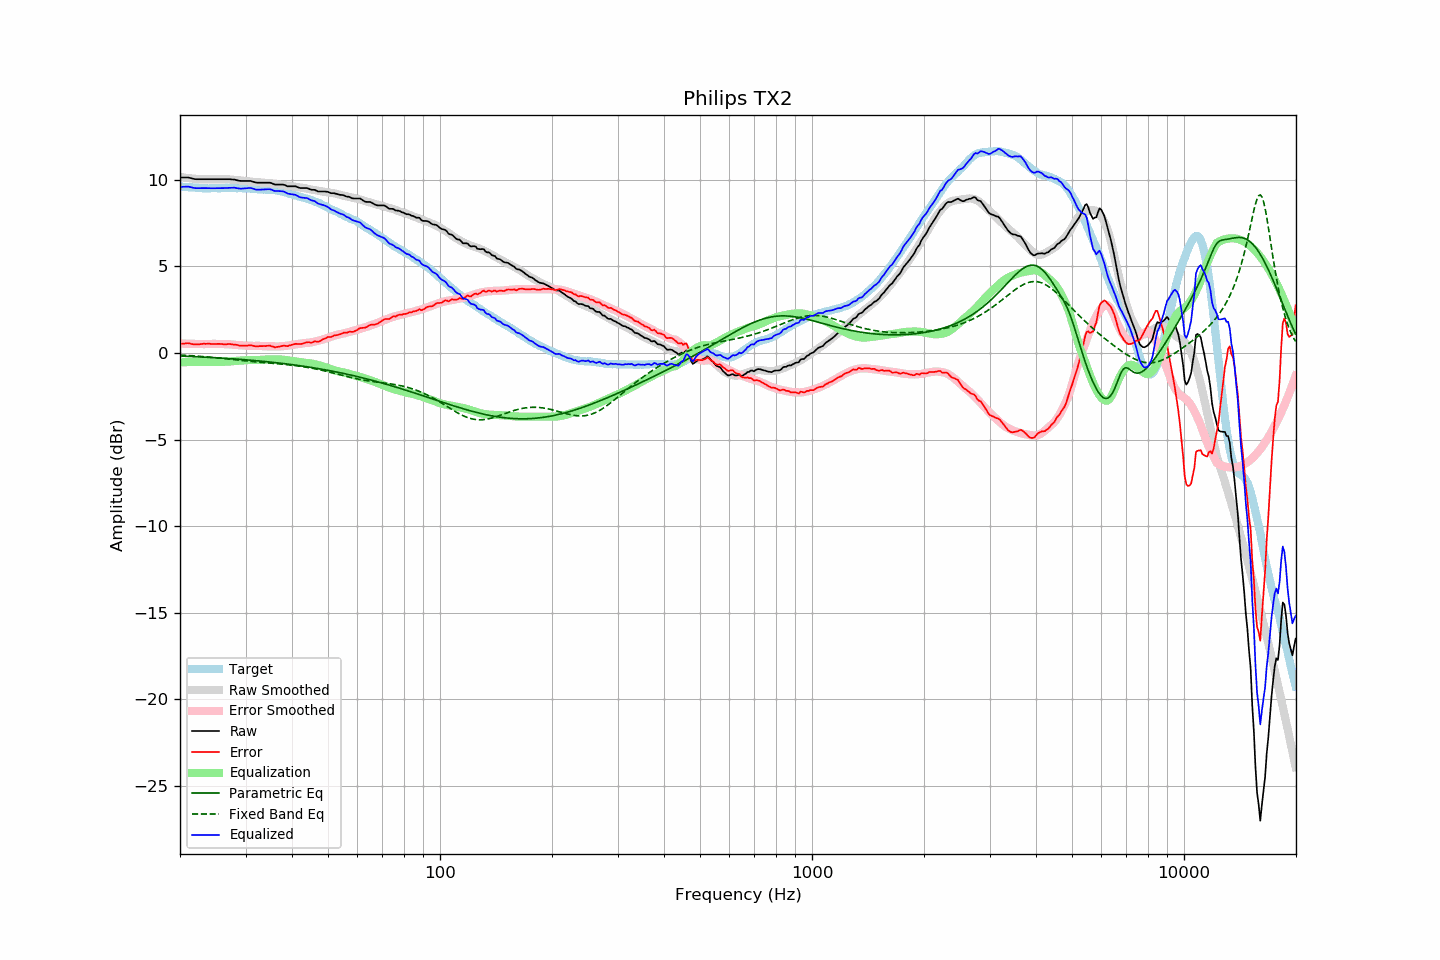 Philips TX2
10
5
0
−5
−10
−15
−20
−25
Amplitude (dBr)
Target
Raw Smoothed
Error Smoothed
Raw
Error
Equalization
Parametric Eq
Fixed Band Eq
Equalized
100
1000
10000
Frequency (Hz)